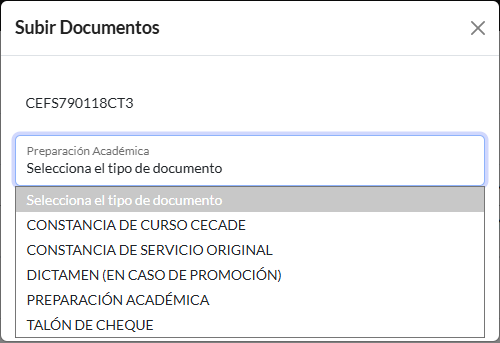 Subir Documentos
CEFS790118CT3
Preparación Académica
Selecciona el tipo de documento
Selecciona el tipo de documento
CONSTANCIA DE CURSO CECADE
CONSTANCIA DE SERVICIO ORIGINAL
DICTAMEN (EN CASO DE PROMOCIÓN)
PREPARACIÓN ACADÉMICA
TALÓN DE CHEQUE